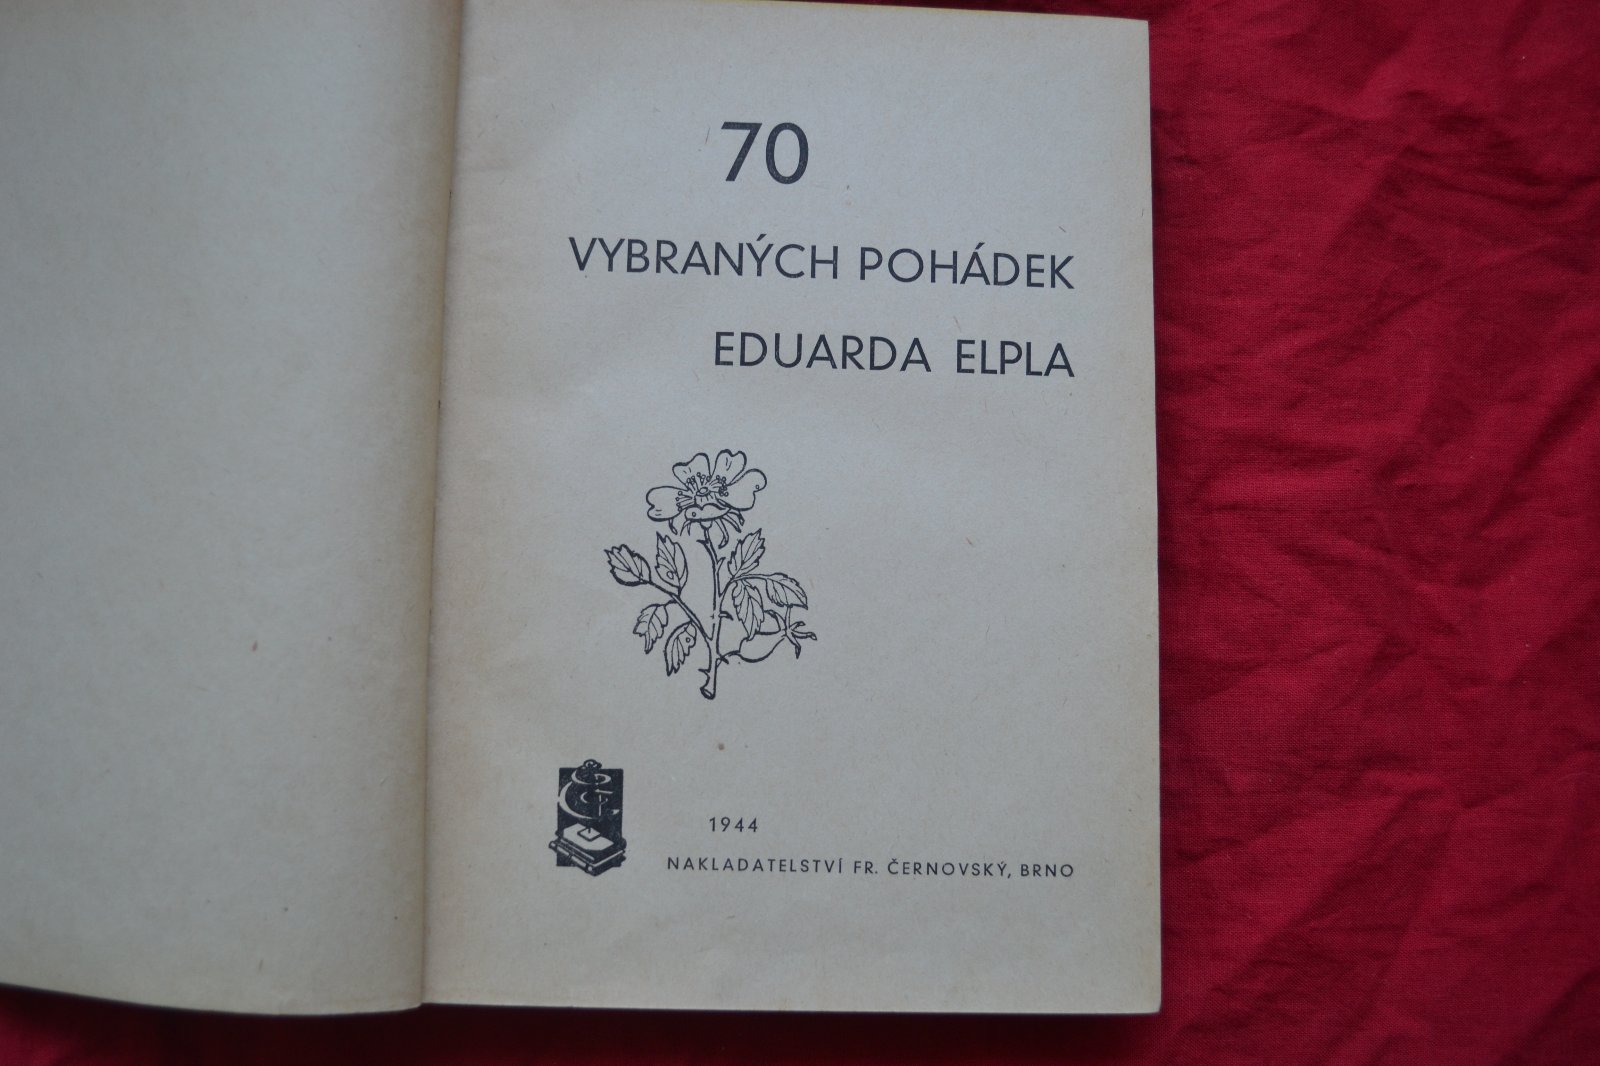 70
VYBRANÝCH POHÁDEK
EDUARDA ELPLA
1944
NAKLADATELSTVÍ FR. ČERNOVSKÝ, BRNO